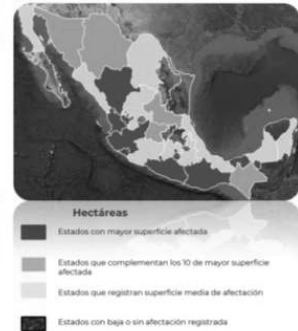 Hectáreas
Estados con mayor superficie afectada
Estados que complementan los 10 de mayor superficie
afectada
Estados que registran superficie media de afectación
Estados con baja o sin afectación registrada